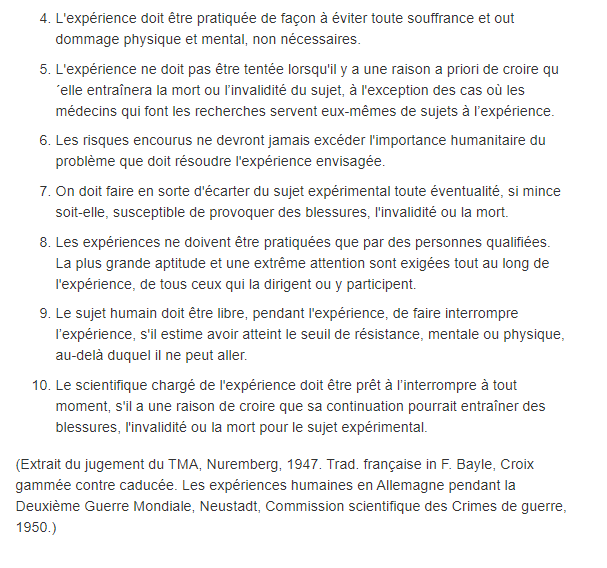 4. L'expérience doit être pratiquée de façon à éviter toute souffrance et out
dommage physique et mental, non nécessaires.
5. L'expérience ne doit pas être tentée lorsqu'il y a une raison a priori de croire qu
´elle entraînera la mort ou l’invalidité du sujet, à l'exception des cas où les
médecins qui font les recherches servent eux-mêmes de sujets à l’expérience.
6. Les risques encourus ne devront jamais excéder l'importance humanitaire du
problème que doit résoudre l'expérience envisagée.
7. On doit faire en sorte d'écarter du sujet expérimental toute éventualité, si mince
soit-elle, susceptible de provoquer des blessures, l'invalidité ou la mort.
8. Les expériences ne doivent être pratiquées que par des personnes qualifiées.
La plus grande aptitude et une extrême attention sont exigées tout au long de
l'expérience, de tous ceux qui la dirigent ou y participent.
9. Le sujet humain doit être libre, pendant l'expérience, de faire interrompre
l’expérience, s'il estime avoir atteint le seuil de résistance, mentale ou physique,
au-delà duquel il ne peut aller.
10. Le scientifique chargé de l'expérience doit être prêt à l’interrompre à tout
moment, s'il a une raison de croire que sa continuation pourrait entraîner des
blessures, l'invalidité ou la mort pour le sujet expérimental.
(Extrait du jugement du TMA, Nuremberg, 1947. Trad. française in F. Bayle, Croix
gammée contre caducée. Les expériences humaines en Allemagne pendant la
Deuxième Guerre Mondiale, Neustadt, Commission scientifique des Crimes de guerre,
1950.)